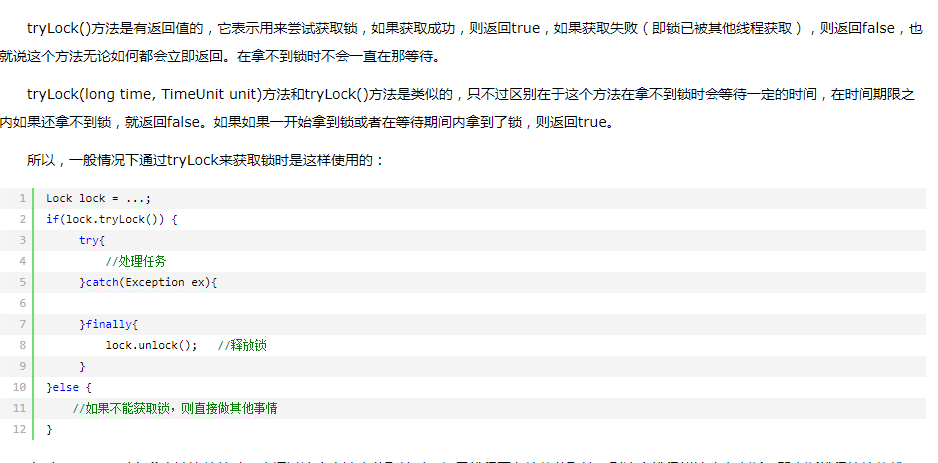 tryLock()方法是有返回值的，它表示用来尝试获取锁，如果获取成功，则返回true，如果获取失败（即锁已被其他线程获取），则返回false，也
就说这个方法无论如何都会立即返回。在拿不到锁时不会一直在那等待。
tryLock(long time, TimeUnit unit)方法和tryLock()方法是类似的，只不过区别在于这个方法在拿不到锁时会等待一定的时间，在时间期限之
内如果还拿不到锁，就返回false。如果如果一开始拿到锁或者在等待期间内拿到了锁，则返回true。
所以，一般情况下通过tryLock来获取锁时是这样使用的：
1 Lock lock = ...;
2 if(lock.tryLock()) {
3 try{
4 //处理任务
5 }catch(Exception ex){
6
7 }finally{
8 lock.unlock(); //释放锁
9 }
10 }else {
11 //如果不能获取锁，则直接做其他事情
12 }